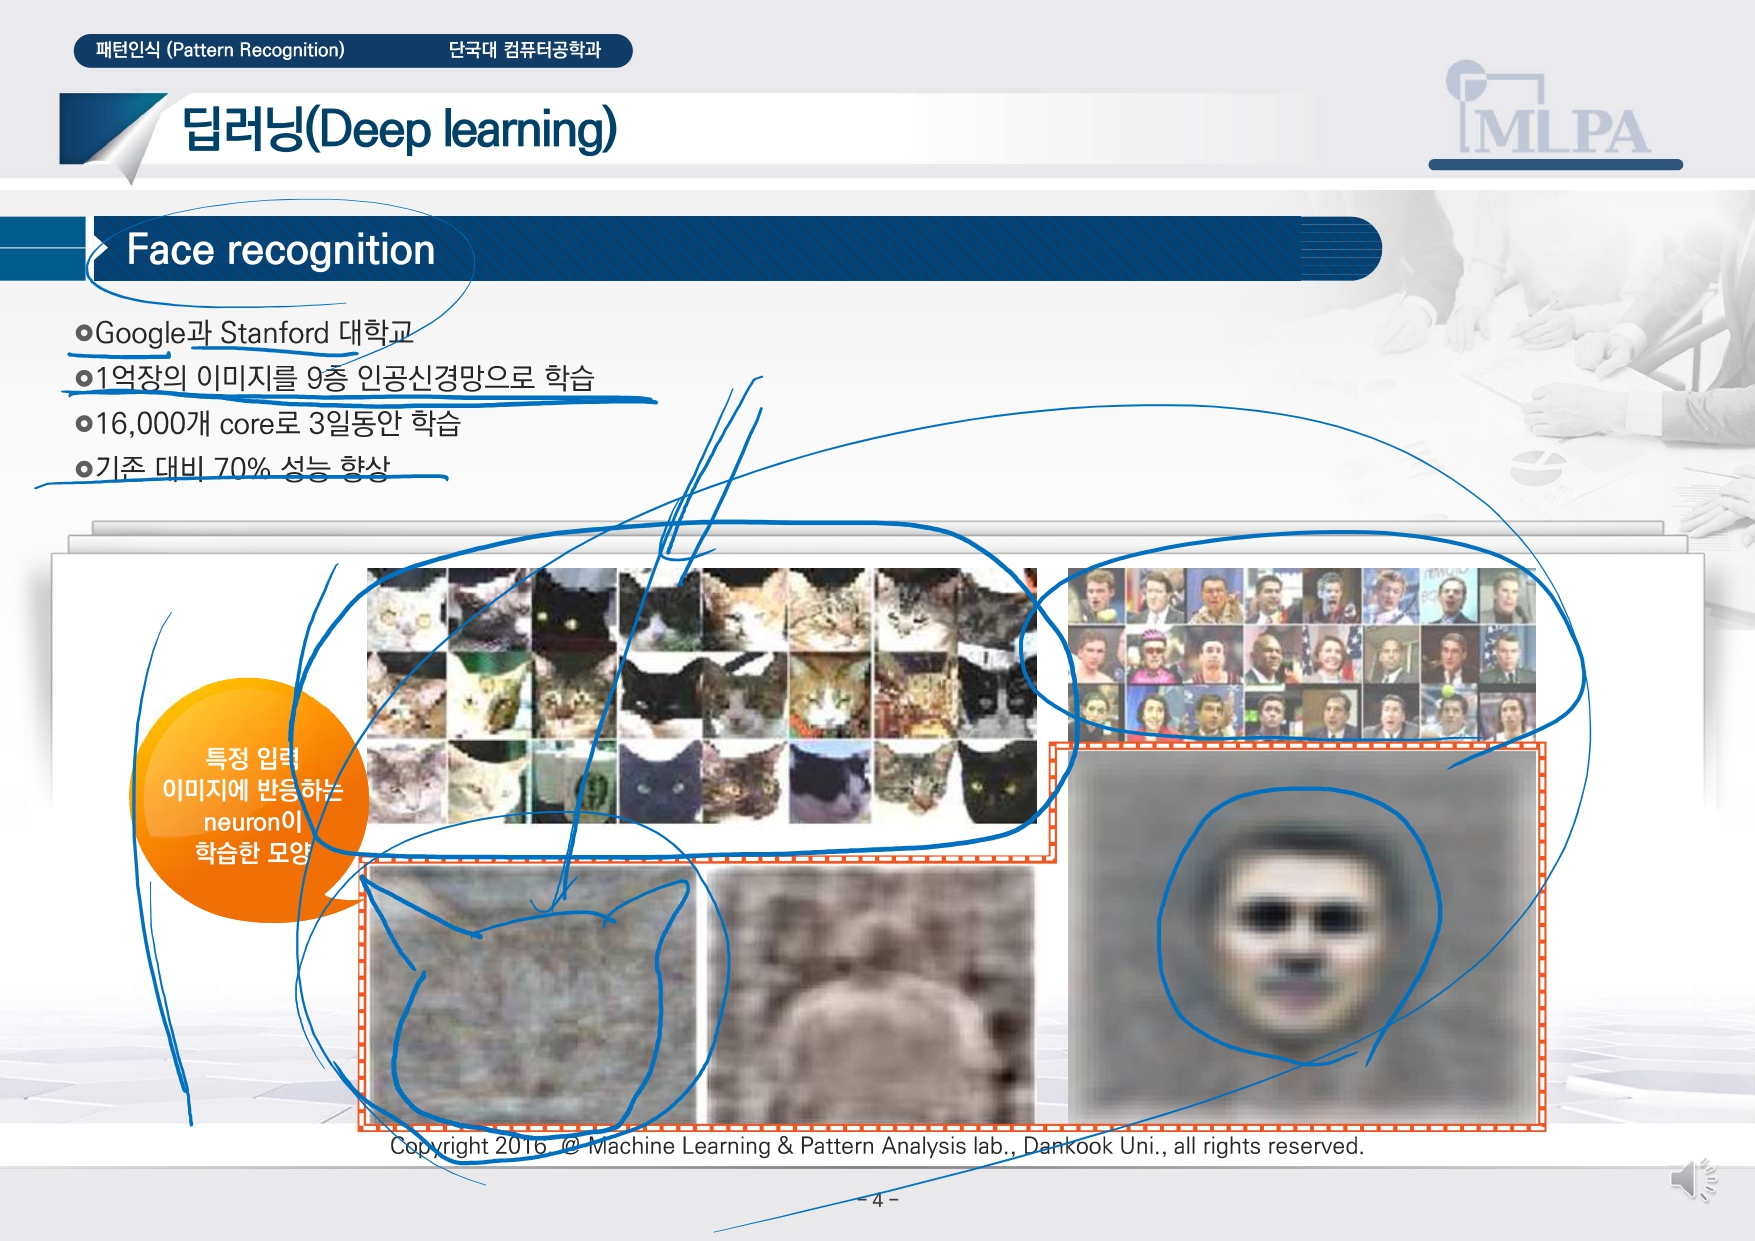 패턴인식 (Pattern Recognition) 단국대 컴퓨터공학과
MLPA
딥러닝(Deep learning)
Face recognition
Google과 Stanford 대학교
1억장의 이미지를 9층 인공신경망으로 학습
16,000개 core로 3일동안 학습
기존 대비 70% 성능 향상
특정 입력
이미지에 반응하는
neuron이
학습한 모양
Copyright 2016. @ Machine Learning & Pattern Analysis lab., Dankook Uni., all rights reserved.
- 4 -